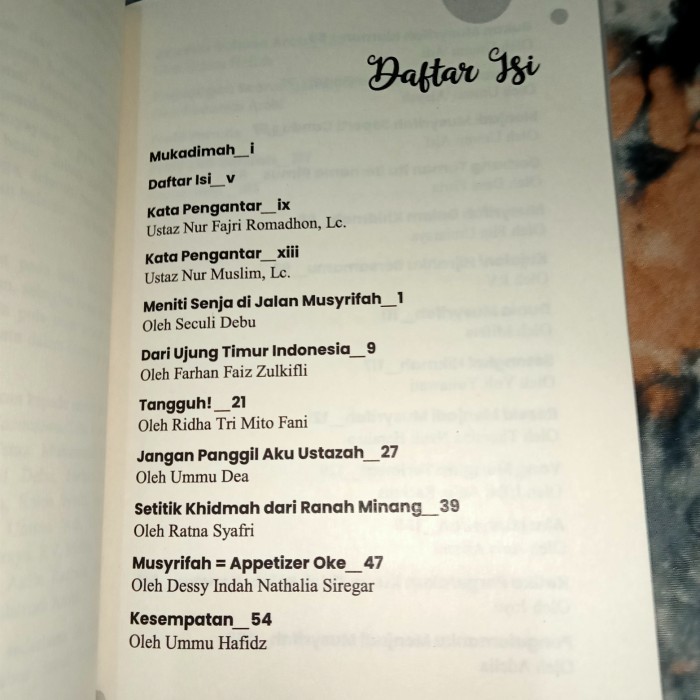 Daftar Isi
Mukadimah__i
Daftar Isi__v
Kata Pengantar__ix
Ustaz Nur Fajri Romadhon, Lc.
Kata Pengantar__xiii
Ustaz Nur Muslim, Lc.
Meniti Senja di Jalan Musyrifah__1
Oleh Seculi Debu
Dari Ujung Timur Indonesia__9
Oleh Farhan Faiz Zulkifli
Tangguh!__21
Oleh Ridha Tri Mito Fani
Jangan Panggil Aku Ustazah__27
Oleh Ummu Dea
Setitik Khidmah dari Ranah Minang__39
Oleh Ratna Syafri
Musyrifah = Appetizer Oke__47
Oleh Dessy Indah Nathalia Siregar
Kesempatan__54
Oleh Ummu Hafidz